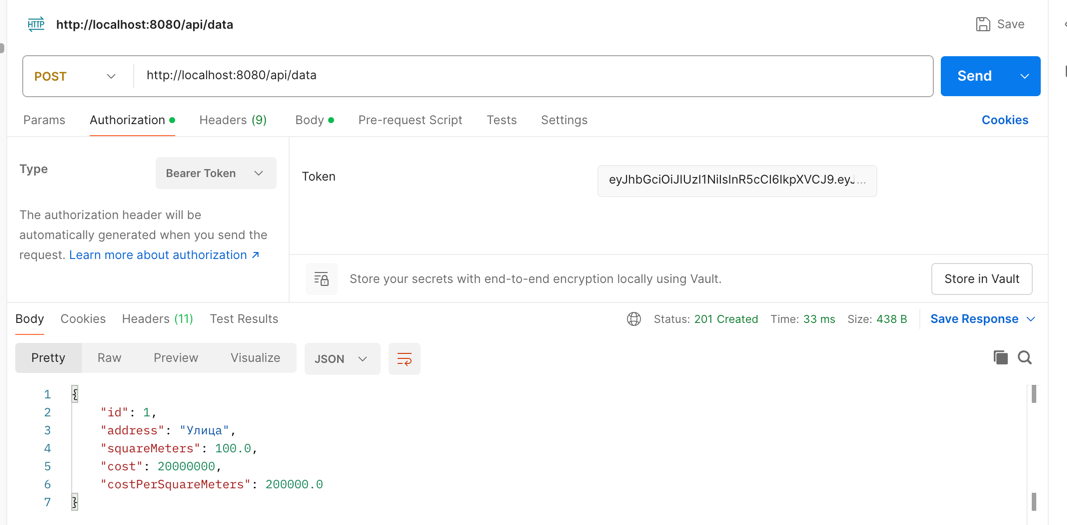 HTTP http://localhost:8080/api/data Save
POST http://localhost:8080/api/data Send
Params Authorization Headers (9) Body Pre-request Script Tests Settings Cookies
Type Bearer Token
The authorization header will be
automatically generated when you send the
request. Learn more about authorization ↗
Token eyJhbGciOiJIUzI1NiIsInR5cCI6IkpXVCJ9.eyJ...
Store your secrets with end-to-end encryption locally using Vault. Store in Vault
Body Cookies Headers (11) Test Results Status: 201 Created Time: 33 ms Size: 438 B Save Response
Pretty Raw Preview Visualize JSON
1 {
2 "id": 1,
3 "address": "Улица",
4 "squareMeters": 100.0,
5 "cost": 20000000,
6 "costPerSquareMeters": 200000.0
7 }